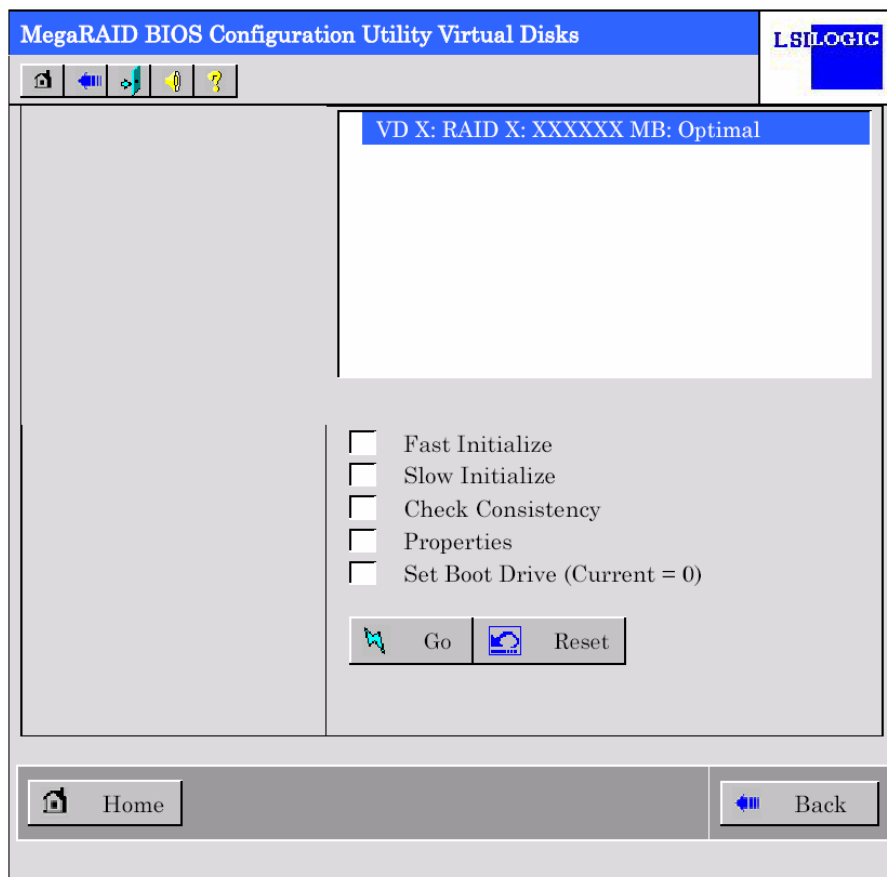 MegaRAID BIOS Configuration Utility Virtual Disks
LSILOGIC
?
VD X: RAID X: XXXXXX MB: Optimal
Fast Initialize
Slow Initialize
Check Consistency
Properties
Set Boot Drive (Current = 0)
Go Reset
Home Back